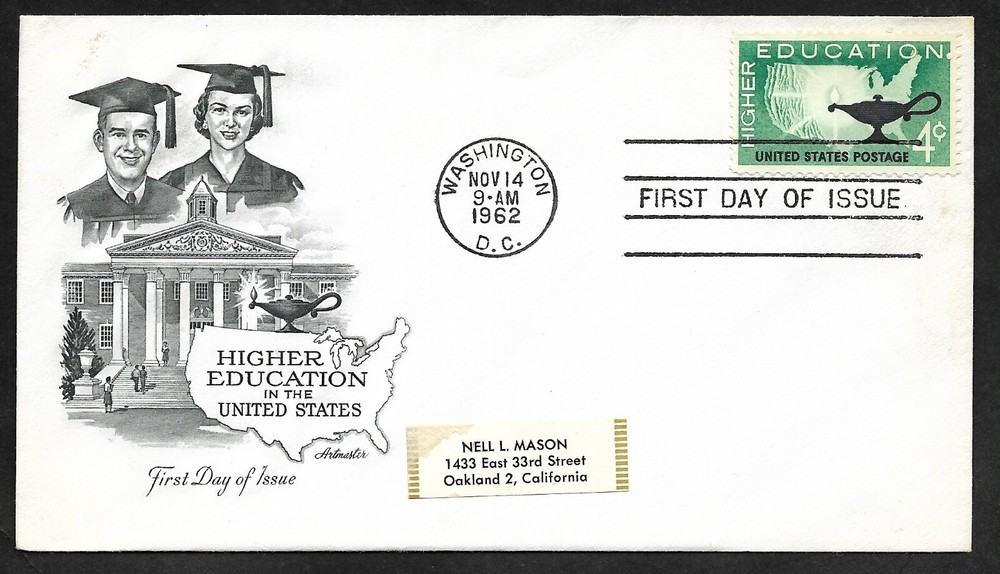 HIGHER EDUCATION
4¢
UNITED STATES POSTAGE
WASHINGTON
NOV 14
9·AM
1962
D.C.
FIRST DAY OF ISSUE
HIGHER
EDUCATION
IN THE
UNITED STATES
Artmaster
First Day of Issue
NELL L. MASON
1433 East 33rd Street
Oakland 2, California